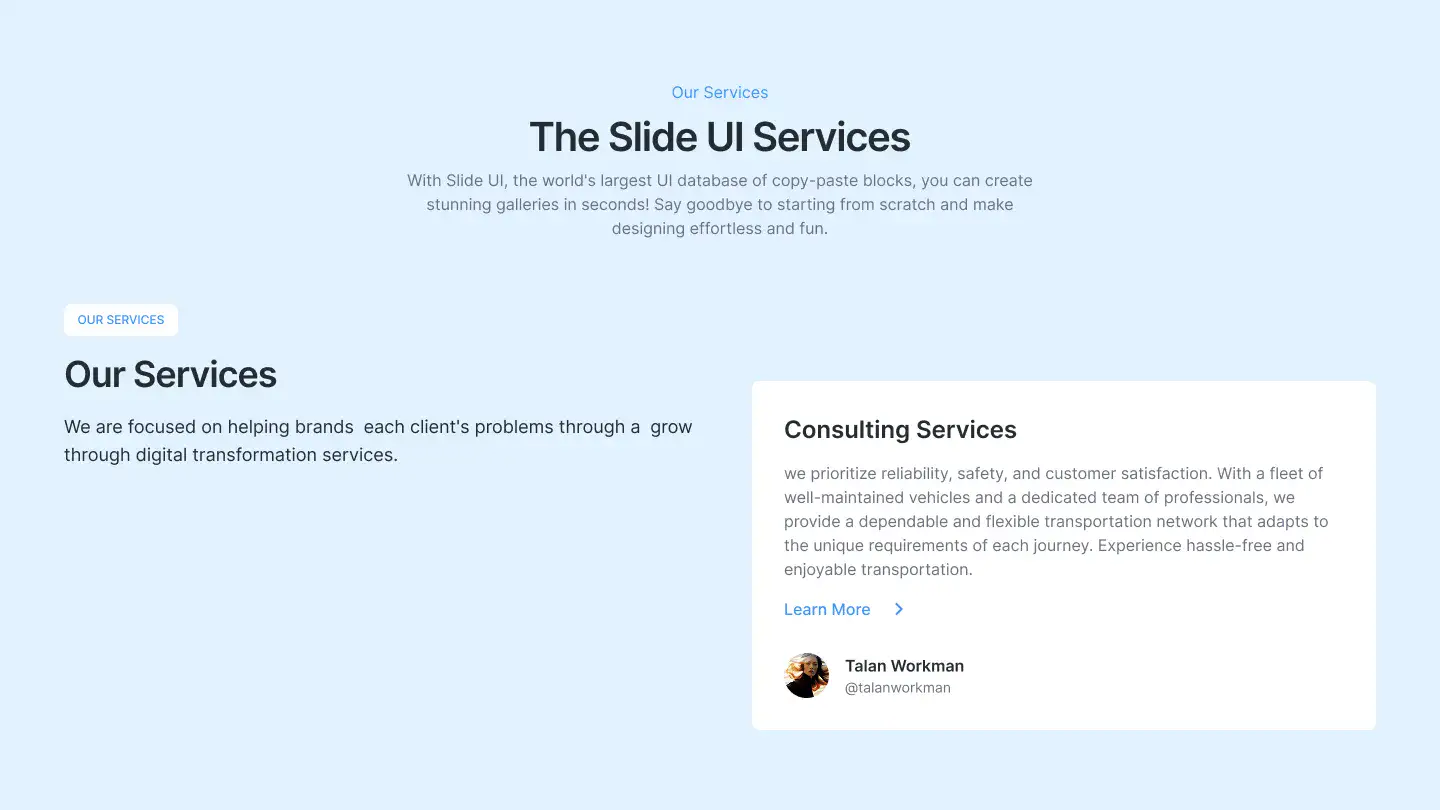 Our Services
The Slide UI Services
With Slide UI, the world's largest UI database of copy-paste blocks, you can create
stunning galleries in seconds! Say goodbye to starting from scratch and make
designing effortless and fun.
OUR SERVICES
Our Services
We are focused on helping brands  each client's problems through a  grow
through digital transformation services.
Consulting Services
we prioritize reliability, safety, and customer satisfaction. With a fleet of
well-maintained vehicles and a dedicated team of professionals, we
provide a dependable and flexible transportation network that adapts to
the unique requirements of each journey. Experience hassle-free and
enjoyable transportation.
Learn More
Talan Workman
@talanworkman